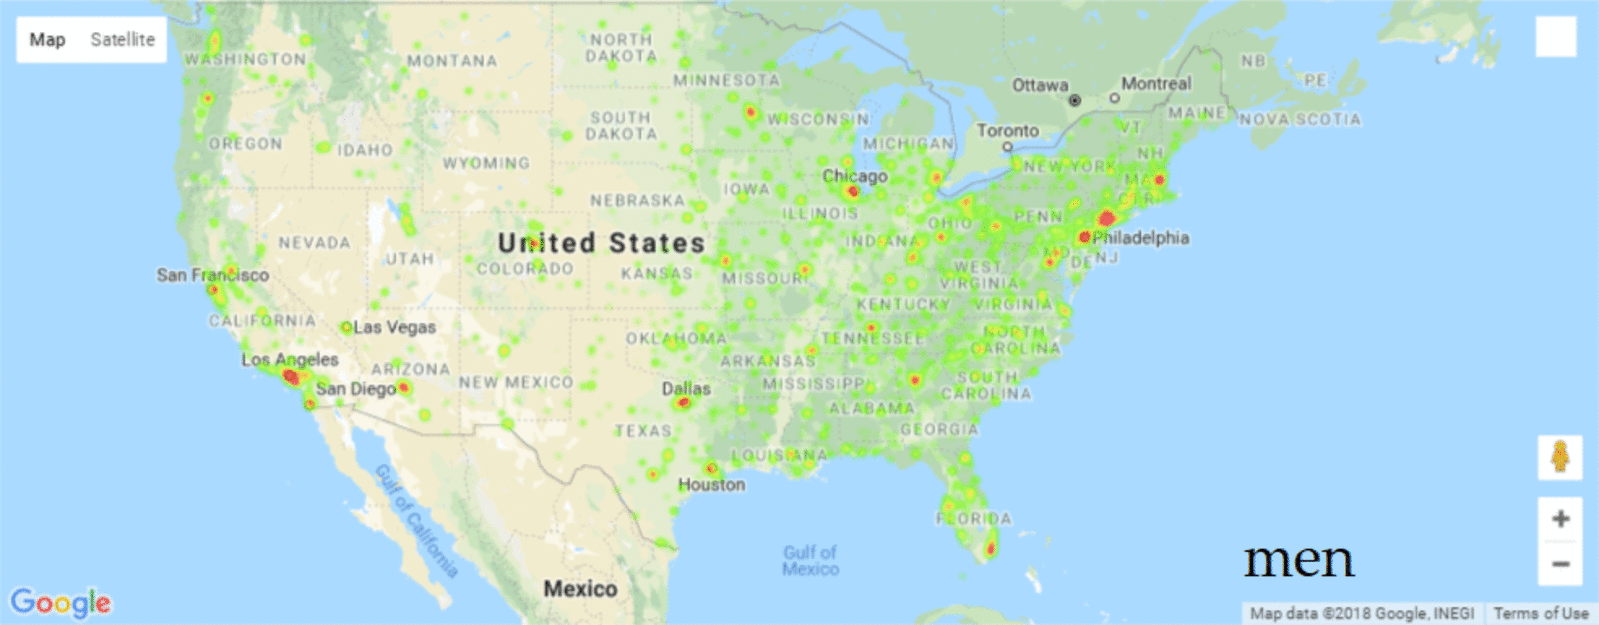 Map Satellite
WASHINGTON
MONTANA
NORTH
DAKOTA
MINNESOTA
Ottawa
Montreal
NB
PE
MAINE
NOVA SCOTIA
OREGON
IDAHO
WYOMING
SOUTH
DAKOTA
WISCONSIN
MICHIGAN
Toronto
VT
NH
NEW YORK
MA
CT RI
NEBRASKA
IOWA
Chicago
ILLINOIS
INDIANA
OHIO
PENN
Philadelphia
MD
DE
NJ
NEVADA
UTAH
United States
COLORADO
KANSAS
MISSOURI
WEST
VIRGINIA
KENTUCKY
VIRGINIA
San Francisco
CALIFORNIA
Las Vegas
Los Angeles
San Diego
ARIZONA
NEW MEXICO
OKLAHOMA
ARKANSAS
TENNESSEE
NORTH
CAROLINA
Dallas
MISSISSIPPI
ALABAMA
SOUTH
CAROLINA
GEORGIA
TEXAS
LOUISIANA
Houston
FLORIDA
Gulf of California
Gulf of
Mexico
Mexico
men
Google
Map data ©2018 Google, INEGI
Terms of Use